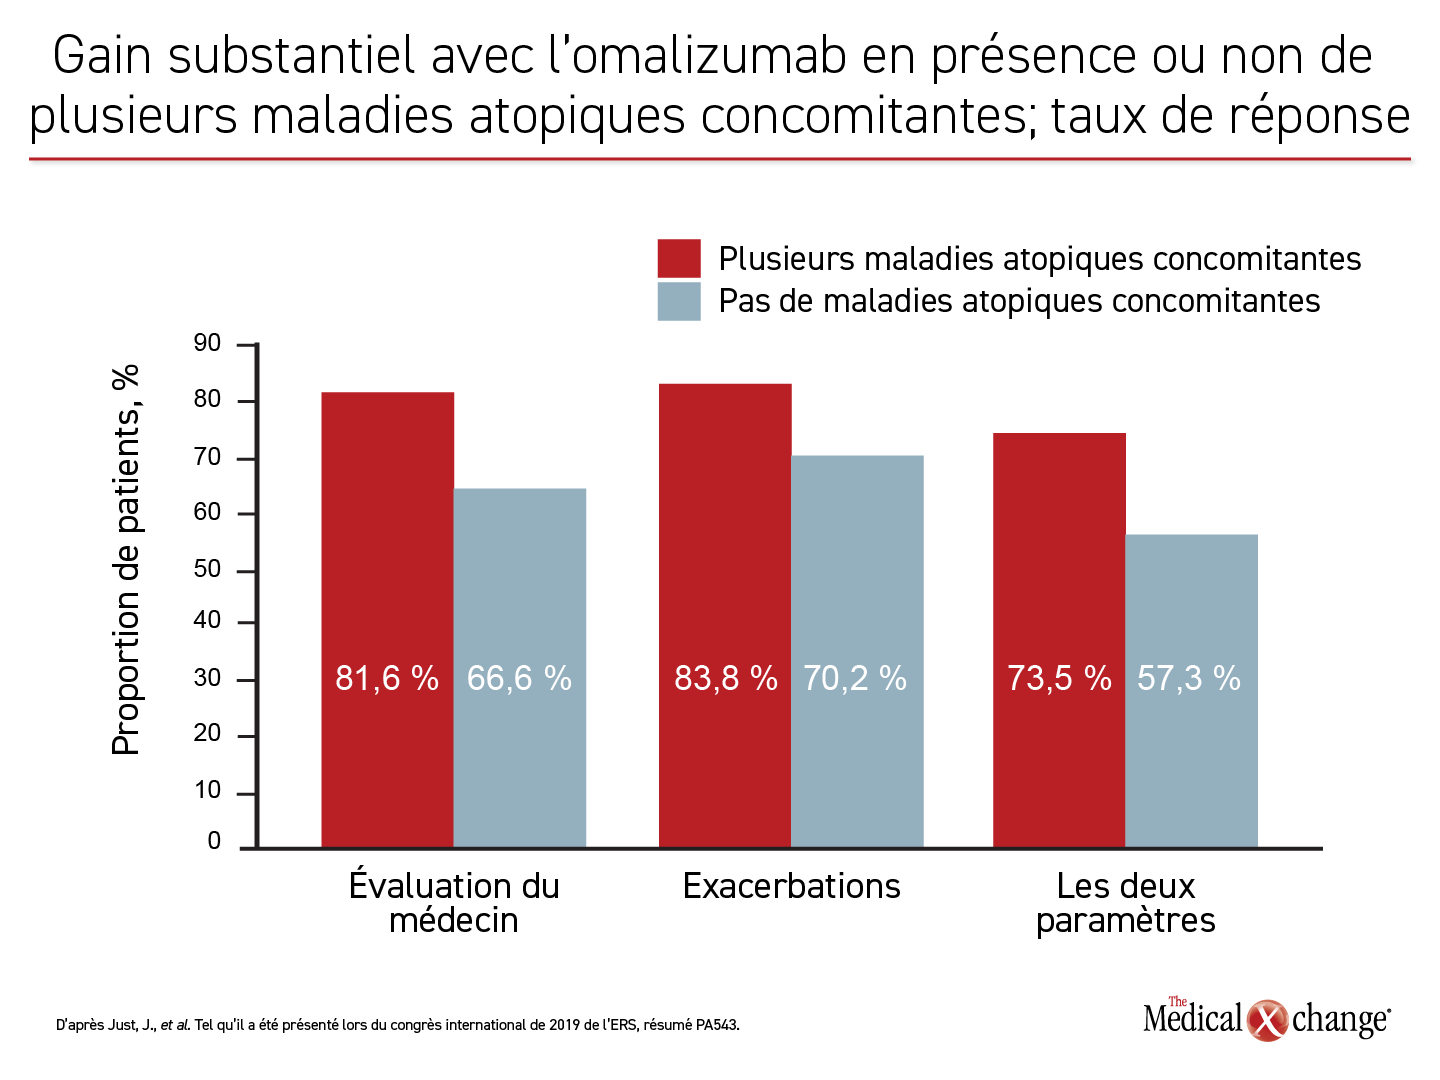 Gain substantiel avec l’omalizumab en présence ou non de
plusieurs maladies atopiques concomitantes; taux de réponse
Plusieurs maladies atopiques concomitantes
Pas de maladies atopiques concomitantes
Proportion de patients, %
90
80
70
60
50
40
30
20
10
0
81,6 %
66,6 %
83,8 %
70,2 %
73,5 %
57,3 %
Évaluation du
médecin
Exacerbations
Les deux
paramètres
D’après Just, J., et al. Tel qu’il a été présenté lors du congrès international de 2019 de l’ERS, résumé PA543.
The
Medical X change